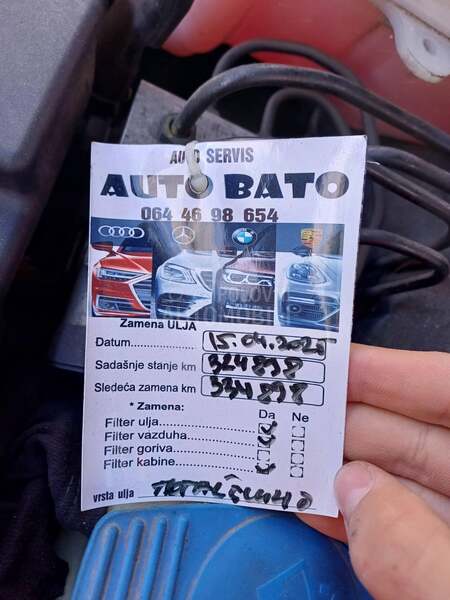 AUTO SERVIS
AUTO BATO
064 46 98 654
Zamena ULJA
Datum.................. 15.04.2025
Sadašnje stanje km 324898
Sledeća zamena km 334898
* Zamena: Da Ne
Filter ulja..............................
Filter vazduha......................
Filter goriva.........................
Filter kabine........................
vrsta ulja